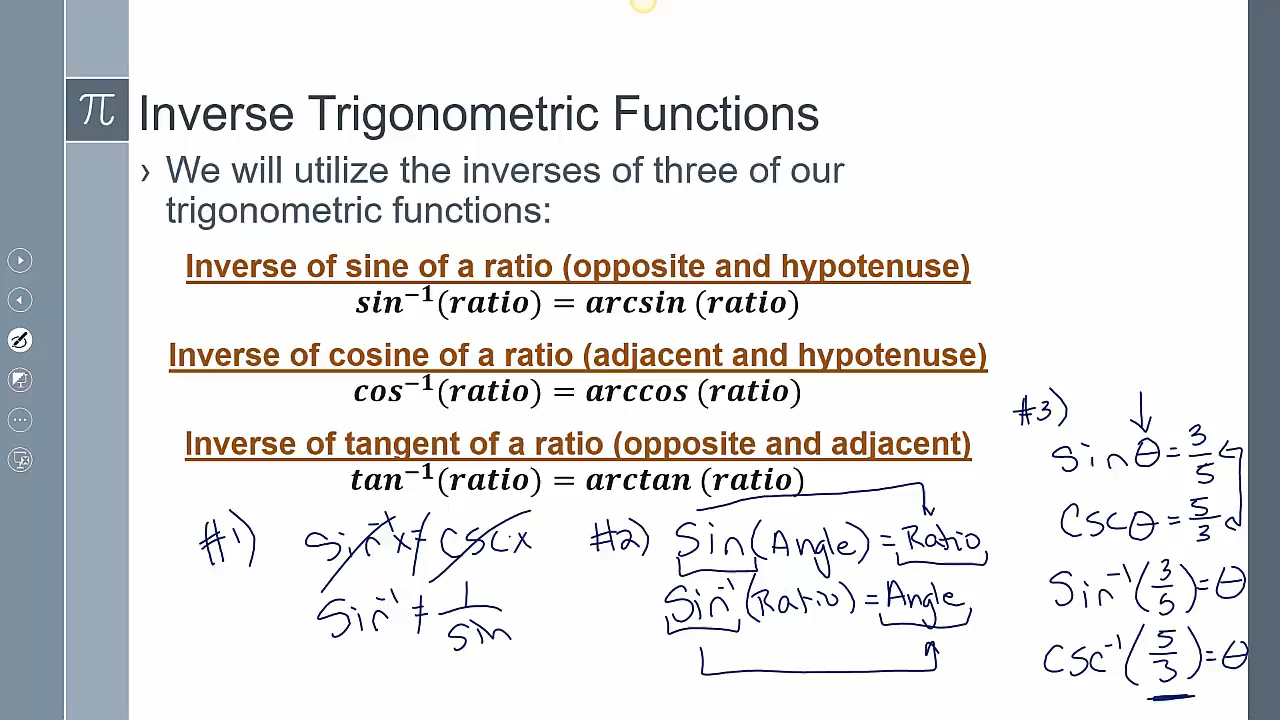 π Inverse Trigonometric Functions
› We will utilize the inverses of three of our
trigonometric functions:
Inverse of sine of a ratio (opposite and hypotenuse)
sin⁻¹(ratio) = arcsin (ratio)
Inverse of cosine of a ratio (adjacent and hypotenuse)
cos⁻¹(ratio) = arccos (ratio)
Inverse of tangent of a ratio (opposite and adjacent)
tan⁻¹(ratio) = arctan (ratio)
#1) sin⁻¹x ≠ cscx
sin⁻¹ ≠ 1/sin
#2) Sin(Angle) = Ratio
Sin⁻¹(Ratio) = Angle
#3)
sinθ = 3/5
cscθ = 5/3
Sin⁻¹(3/5) = θ
csc⁻¹(5/3) = θ